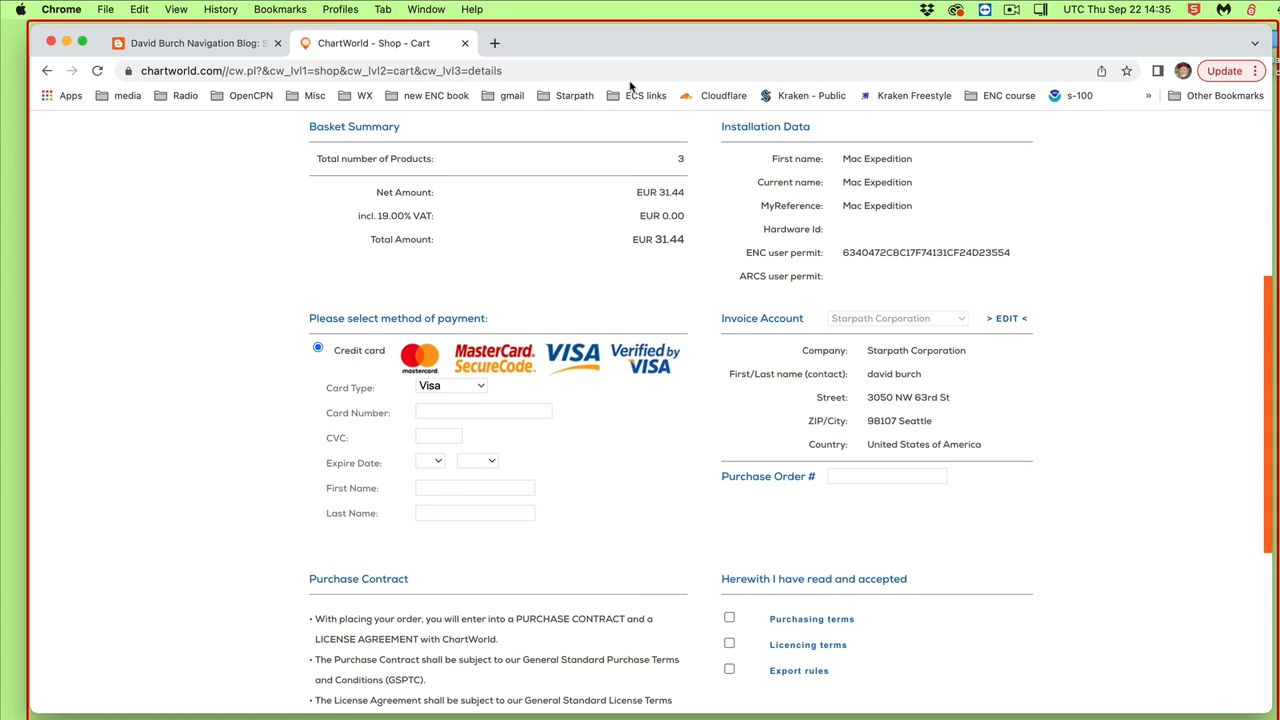 Chrome File Edit View History Bookmarks Profiles Tab Window Help UTC Thu Sep 22 14:35
David Burch Navigation Blog: S ChartWorld - Shop - Cart
chartworld.com//cw.pl?&cw_lvl1=shop&cw_lvl2=cart&cw_lvl3=details Update
Apps media Radio OpenCPN Misc WX new ENC book gmail Starpath ECS links Cloudflare Kraken - Public Kraken Freestyle ENC course s-100 » Other Bookmarks
Basket Summary
Total number of Products: 3
Net Amount: EUR 31.44
incl. 19.00% VAT: EUR 0.00
Total Amount: EUR 31.44
Installation Data
First name: Mac Expedition
Current name: Mac Expedition
MyReference: Mac Expedition
Hardware Id:
ENC user permit: 6340472C8C17F74131CF24D23554
ARCS user permit:
Please select method of payment:
Credit card mastercard. MasterCard. SecureCode. VISA Verified by VISA
Card Type: Visa
Card Number:
CVC:
Expire Date:
First Name:
Last Name:
Invoice Account Starpath Corporation > EDIT <
Company: Starpath Corporation
First/Last name (contact): david burch
Street: 3050 NW 63rd St
ZIP/City: 98107 Seattle
Country: United States of America
Purchase Order #
Purchase Contract
• With placing your order, you will enter into a PURCHASE CONTRACT and a
LICENSE AGREEMENT with ChartWorld.
• The Purchase Contract shall be subject to our General Standard Purchase Terms
and Conditions (GSPTC).
• The License Agreement shall be subject to our General Standard License Terms
Herewith I have read and accepted
Purchasing terms
Licencing terms
Export rules